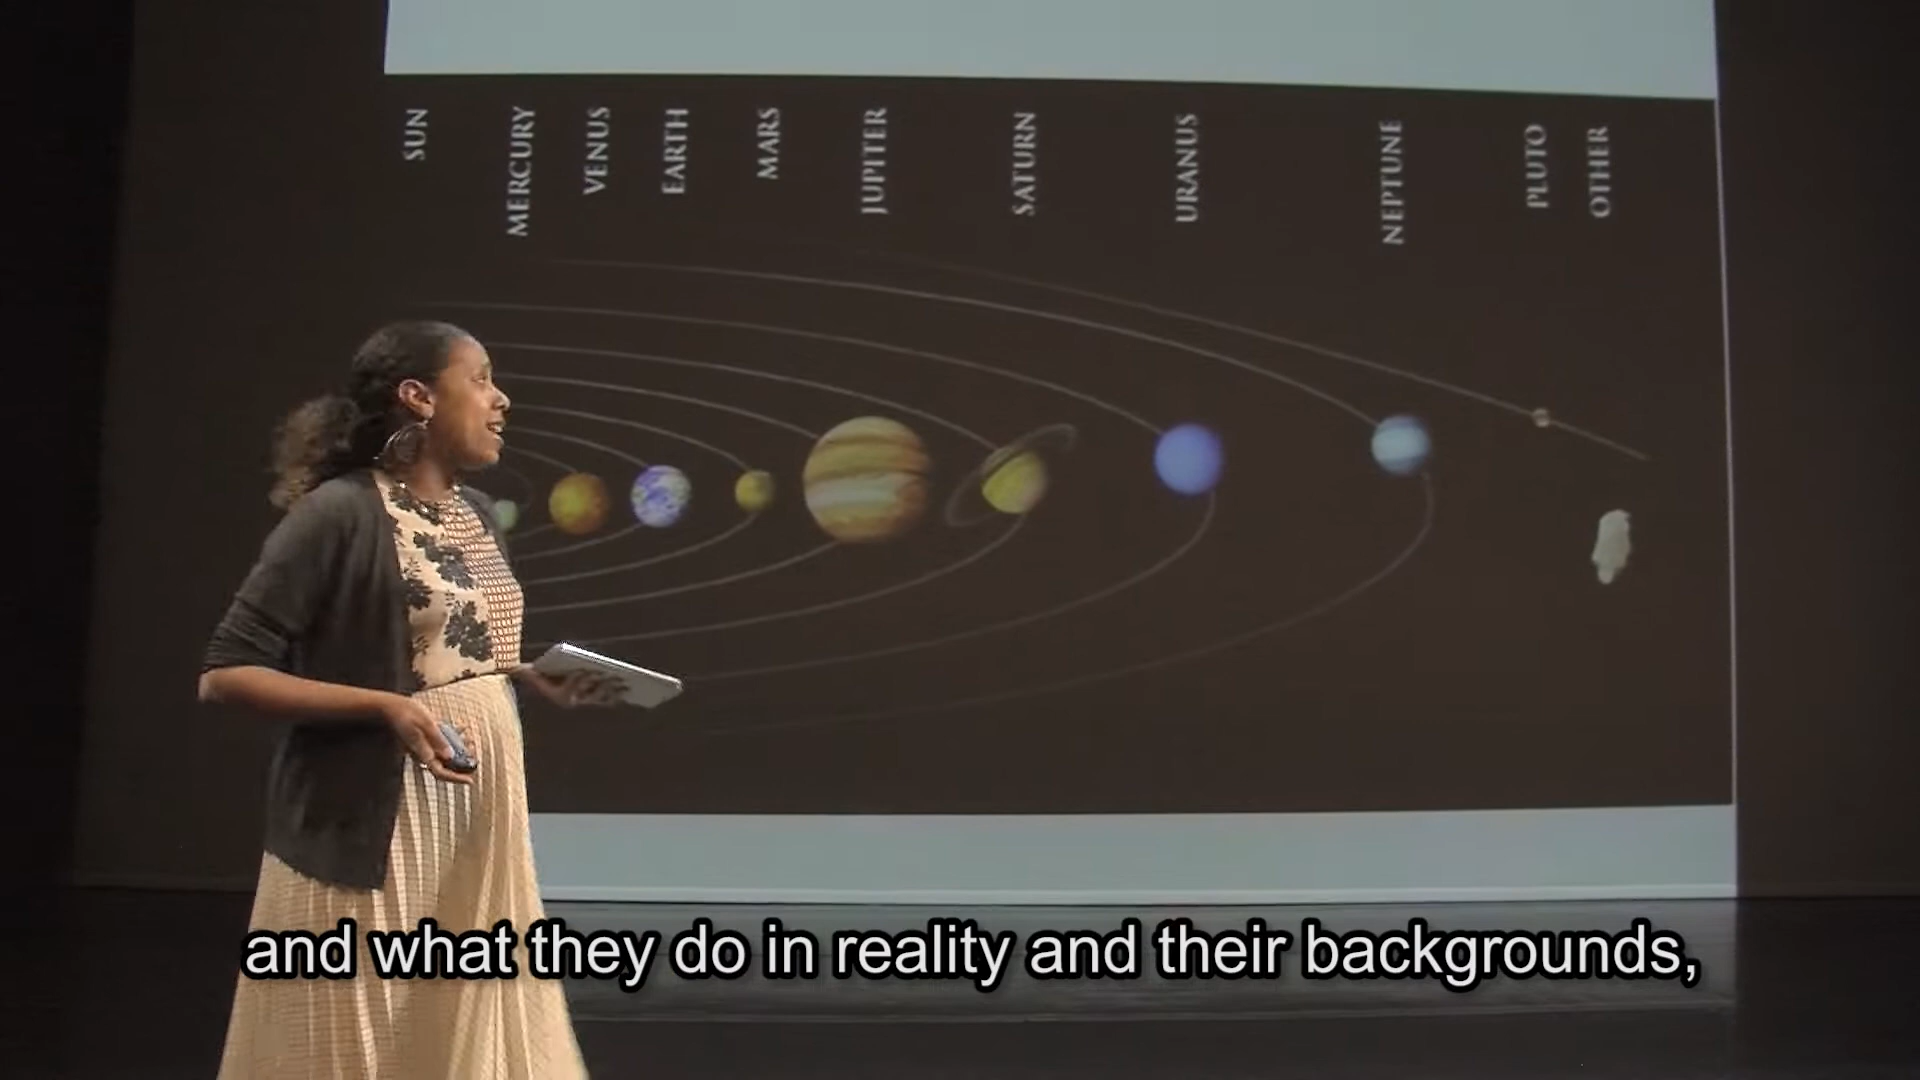 SUN
MERCURY
VENUS
EARTH
MARS
JUPITER
SATURN
URANUS
NEPTUNE
PLUTO
OTHER
and what they do in reality and their backgrounds,